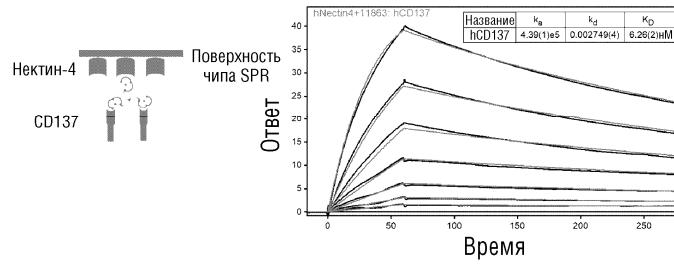 Нектин-4
Поверхность
чипа SPR
CD137
hNectin4+11863: hCD137
Название ka kd KD
hCD137 4.39(1)e5 0.002749(4) 6.26(2)нМ
Ответ
40
35
30
25
20
15
10
5
0
0 50 100 150 200 250
Время